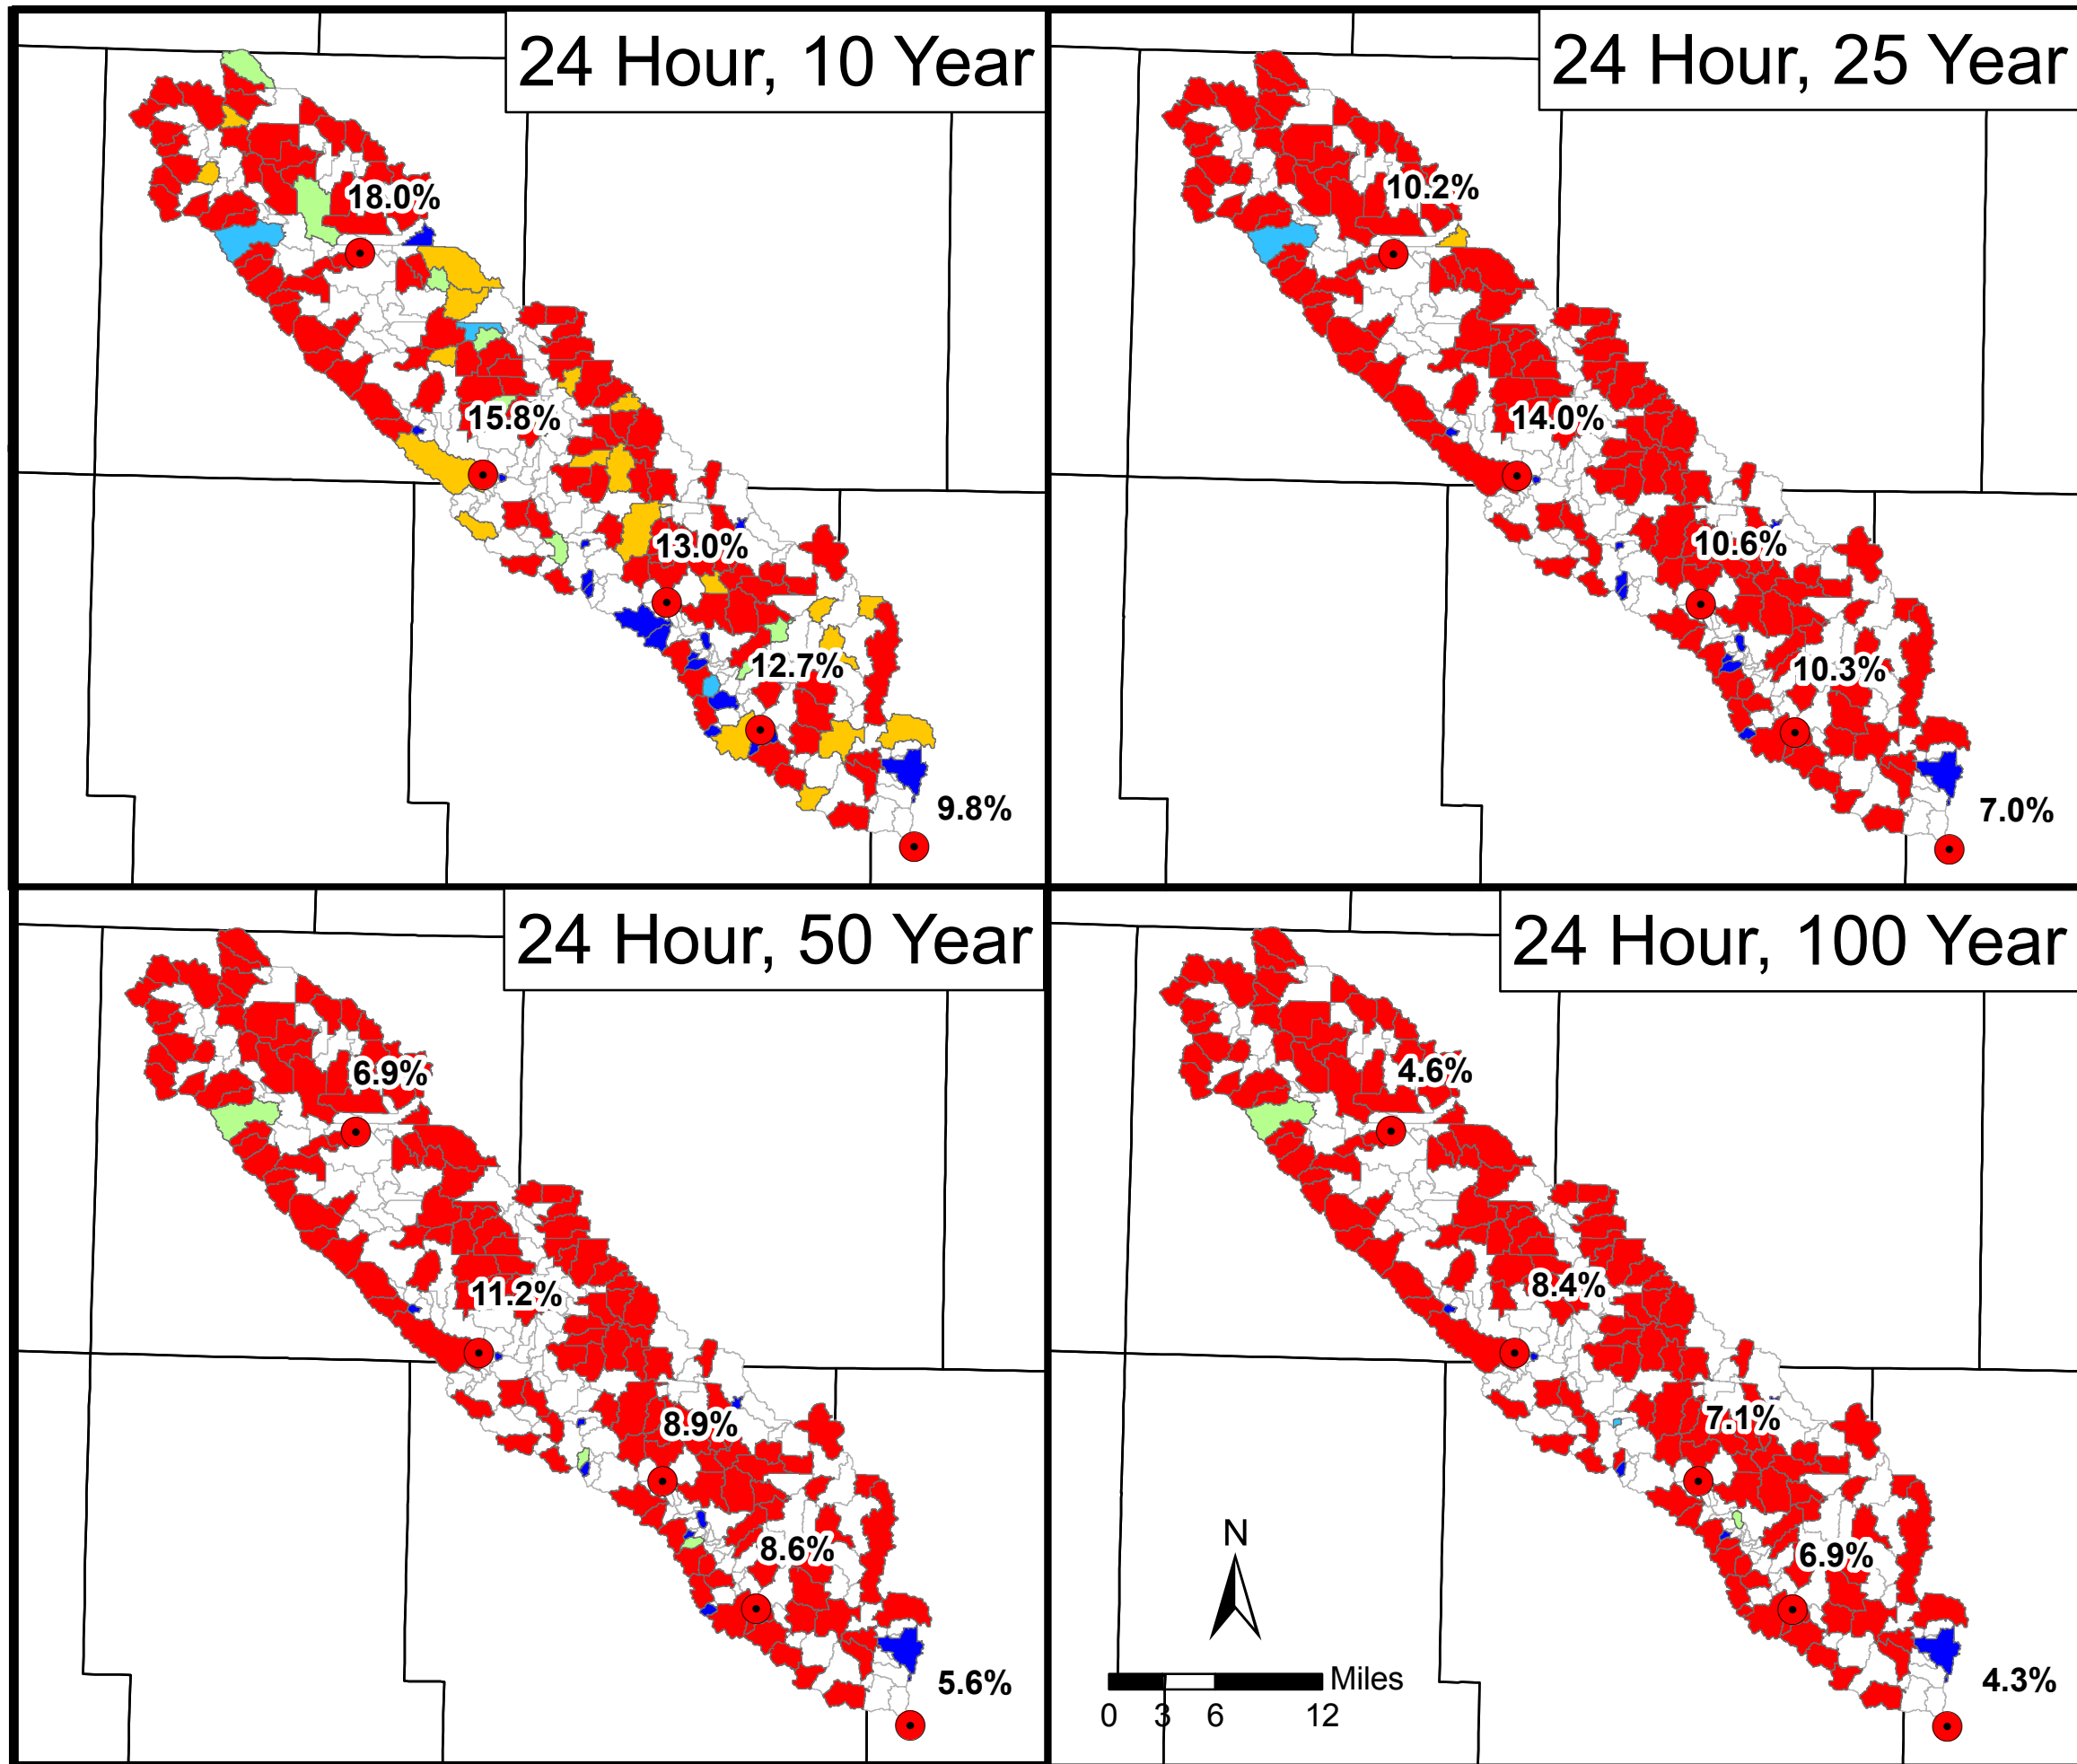 24 Hour, 10 Year
18.0%
15.8%
13.0%
12.7%
9.8%
24 Hour, 25 Year
10.2%
14.0%
10.6%
10.3%
7.0%
24 Hour, 50 Year
6.9%
11.2%
8.9%
8.6%
5.6%
24 Hour, 100 Year
4.6%
8.4%
7.1%
6.9%
4.3%
N
Miles
0 3 6 12